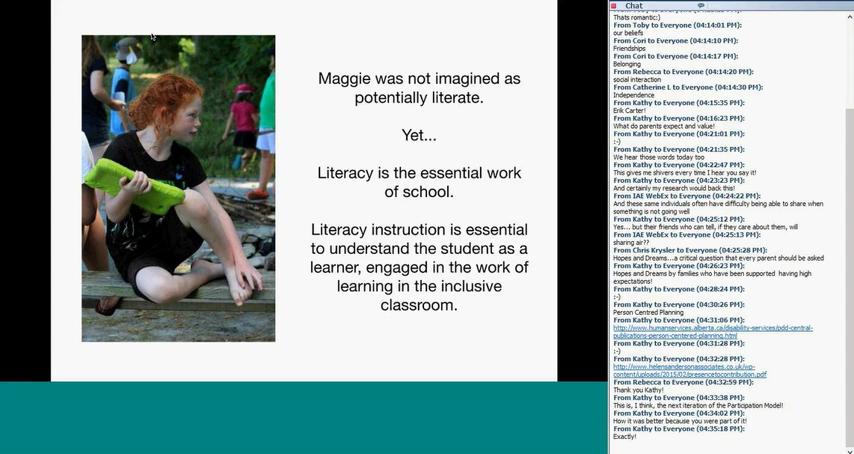 Maggie was not imagined as
potentially literate.
Yet...
Literacy is the essential work
of school.
Literacy instruction is essential
to understand the student as a
learner, engaged in the work of
learning in the inclusive
classroom.
Chat
Thats romantic:)
From Toby to Everyone (04:14:01 PM):
our beliefs
From Cori to Everyone (04:14:10 PM):
Friendships
From Cori to Everyone (04:14:17 PM):
Belonging
From Rebecca to Everyone (04:14:20 PM):
social interaction
From Catherine L to Everyone (04:14:30 PM):
Independence
From Kathy to Everyone (04:15:35 PM):
Erik Carter!
From Kathy to Everyone (04:16:23 PM):
What do parents expect and value!
From Kathy to Everyone (04:21:01 PM):
:-)
From Kathy to Everyone (04:21:35 PM):
We hear those words today too
From Kathy to Everyone (04:22:47 PM):
This gives me shivers every time I hear you say it!
From Kathy to Everyone (04:23:23 PM):
And certainly my research would back this!
From IAE WebEx to Everyone (04:24:22 PM):
And these same individuals often have difficulty being able to share when
something is not going well
From Kathy to Everyone (04:25:12 PM):
Yes... but their friends who can tell, if they care about them, will
From IAE WebEx to Everyone (04:25:13 PM):
sharing air??
From Chris Krysler to Everyone (04:25:28 PM):
Hopes and Dreams...a critical question that every parent should be asked
From Kathy to Everyone (04:26:23 PM):
Hopes and Dreams by families who have been supported having high
expectations!
From Kathy to Everyone (04:28:24 PM):
:-)
From Kathy to Everyone (04:30:26 PM):
Person Centred Planning
From Kathy to Everyone (04:31:06 PM):
http://www.humanservices.alberta.ca/disability-services/pdd-central-
publications-person-centered-planning.html
From Kathy to Everyone (04:31:28 PM):
:-)
From Kathy to Everyone (04:32:28 PM):
http://www.helensandersonassociates.co.uk/wp-
content/uploads/2015/02/presencetocontribution.pdf
From Rebecca to Everyone (04:32:59 PM):
Thank you Kathy!
From Kathy to Everyone (04:33:38 PM):
This is, I think, the next iteration of the Participation Model!
From Kathy to Everyone (04:34:02 PM):
How it was better because you were part of it!
From Kathy to Everyone (04:35:18 PM):
Exactly!